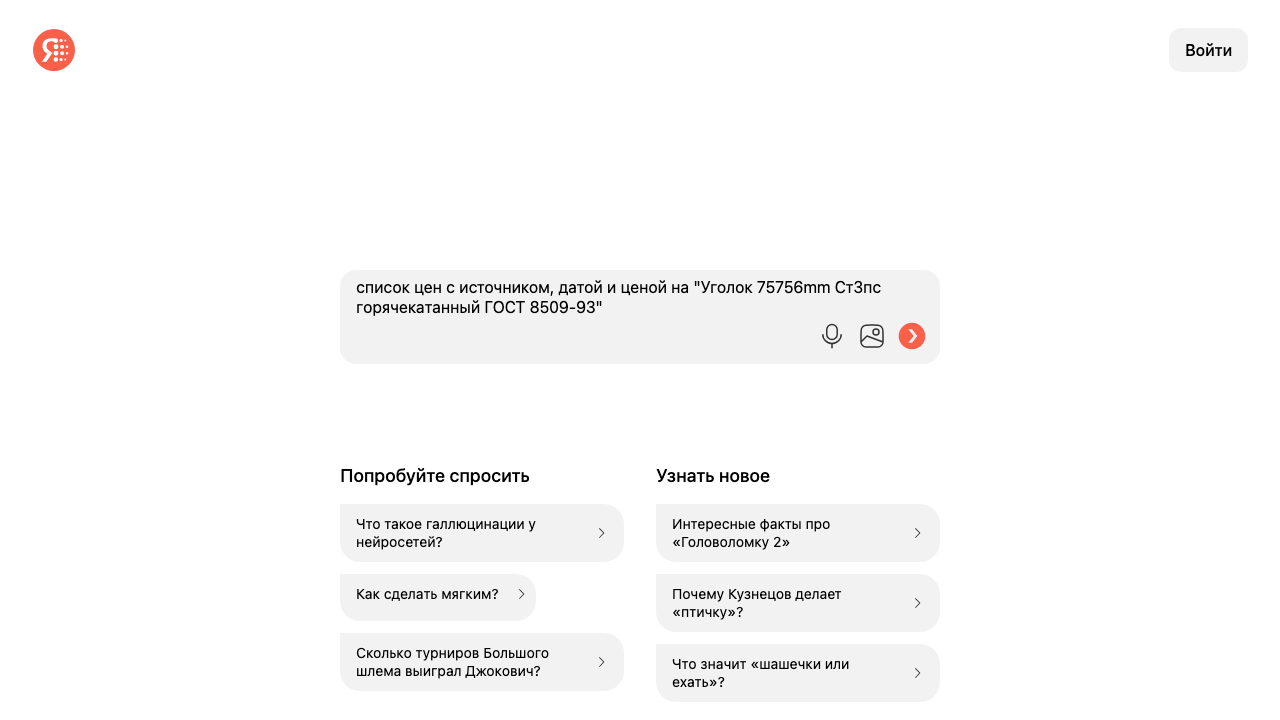 Я
Войти
список цен с источником, датой и ценой на "Уголок 75756mm Ст3пс
горячекатанный ГОСТ 8509-93"
Попробуйте спросить
Что такое галлюцинации у
нейросетей?
Как сделать мягким?
Сколько турниров Большого
шлема выиграл Джокович?
Узнать новое
Интересные факты про
«Головоломку 2»
Почему Кузнецов делает
«птичку»?
Что значит «шашечки или
ехать»?